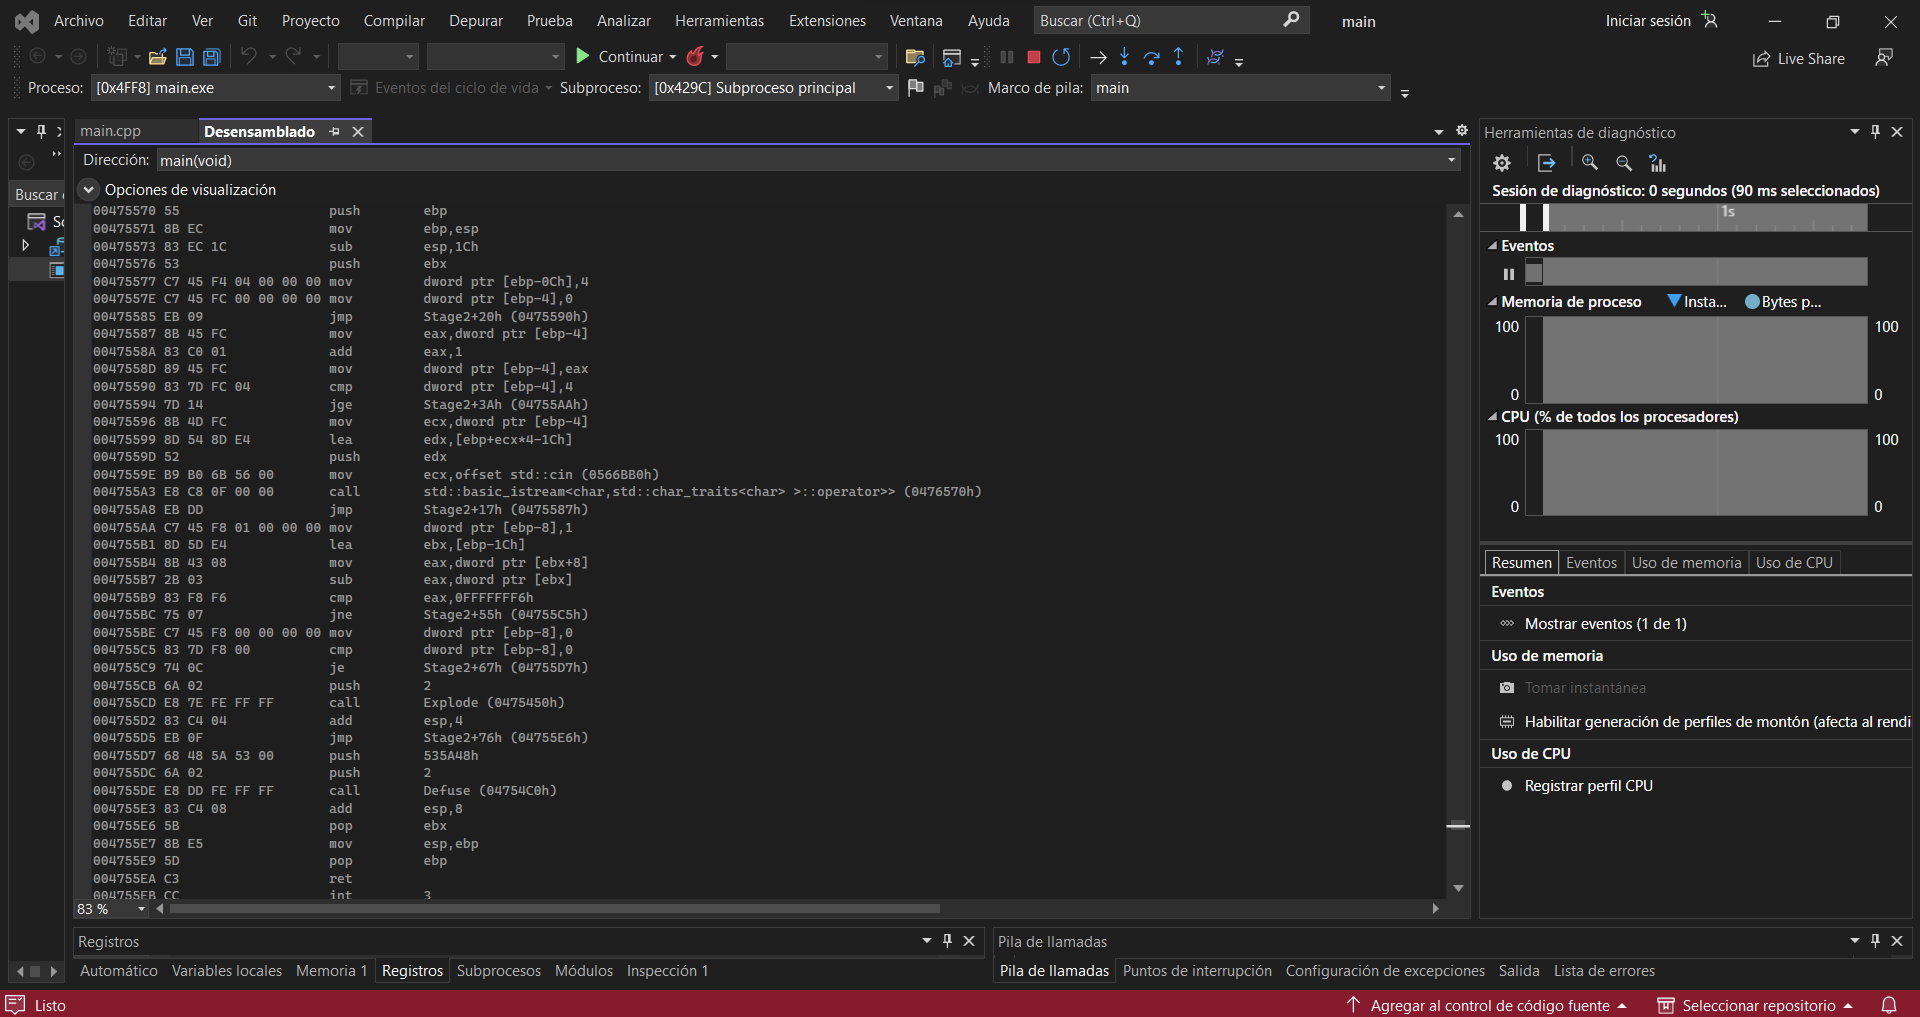 Archivo Editar Ver Git Proyecto Compilar Depurar Prueba Analizar Herramientas Extensiones Ventana Ayuda Buscar (Ctrl+Q) main Iniciar sesión
Continuar Live Share
Proceso: [0x4FF8] main.exe Eventos del ciclo de vida Subproceso: [0x429C] Subproceso principal Marco de pila: main
main.cpp Desensamblado
Dirección: main(void)
Opciones de visualización
Buscar
00475570 55 push ebp
00475571 8B EC mov ebp,esp
00475573 83 EC 1C sub esp,1Ch
00475576 53 push ebx
00475577 C7 45 F4 04 00 00 00 mov dword ptr [ebp-0Ch],4
0047557E C7 45 FC 00 00 00 00 mov dword ptr [ebp-4],0
00475585 EB 09 jmp Stage2+20h (0475590h)
00475587 8B 45 FC mov eax,dword ptr [ebp-4]
0047558A 83 C0 01 add eax,1
0047558D 89 45 FC mov dword ptr [ebp-4],eax
00475590 83 7D FC 04 cmp dword ptr [ebp-4],4
00475594 7D 14 jge Stage2+3Ah (04755AAh)
00475596 8B 4D FC mov ecx,dword ptr [ebp-4]
00475599 8D 54 8D E4 lea edx,[ebp+ecx*4-1Ch]
0047559D 52 push edx
0047559E B9 B0 6B 56 00 mov ecx,offset std::cin (0566BB0h)
004755A3 E8 C8 0F 00 00 call std::basic_istream<char,std::char_traits<char> >::operator>> (0476570h)
004755A8 EB DD jmp Stage2+17h (0475587h)
004755AA C7 45 F8 01 00 00 00 mov dword ptr [ebp-8],1
004755B1 8D 5D E4 lea ebx,[ebp-1Ch]
004755B4 8B 43 08 mov eax,dword ptr [ebx+8]
004755B7 2B 03 sub eax,dword ptr [ebx]
004755B9 83 F8 F6 cmp eax,0FFFFFFF6h
004755BC 75 07 jne Stage2+55h (04755C5h)
004755BE C7 45 F8 00 00 00 00 mov dword ptr [ebp-8],0
004755C5 83 7D F8 00 cmp dword ptr [ebp-8],0
004755C9 74 0C je Stage2+67h (04755D7h)
004755CB 6A 02 push 2
004755CD E8 7E FE FF FF call Explode (0475450h)
004755D2 83 C4 04 add esp,4
004755D5 EB 0F jmp Stage2+76h (04755E6h)
004755D7 68 48 5A 53 00 push 535A48h
004755DC 6A 02 push 2
004755DE E8 DD FE FF FF call Defuse (04754C0h)
004755E3 83 C4 08 add esp,8
004755E6 5B pop ebx
004755E7 8B E5 mov esp,ebp
004755E9 5D pop ebp
004755EA C3 ret
004755EB CC int 3
83 %
Herramientas de diagnóstico
Sesión de diagnóstico: 0 segundos (90 ms seleccionados)
1s
Eventos
Memoria de proceso Insta... Bytes p...
100 100
0 0
CPU (% de todos los procesadores)
100 100
0 0
Resumen Eventos Uso de memoria Uso de CPU
Eventos
Mostrar eventos (1 de 1)
Uso de memoria
Tomar instantánea
Habilitar generación de perfiles de montón (afecta al rendi
Uso de CPU
Registrar perfil CPU
Registros
Automático Variables locales Memoria 1 Registros Subprocesos Módulos Inspección 1
Pila de llamadas
Pila de llamadas Puntos de interrupción Configuración de excepciones Salida Lista de errores
Listo Agregar al control de código fuente Seleccionar repositorio